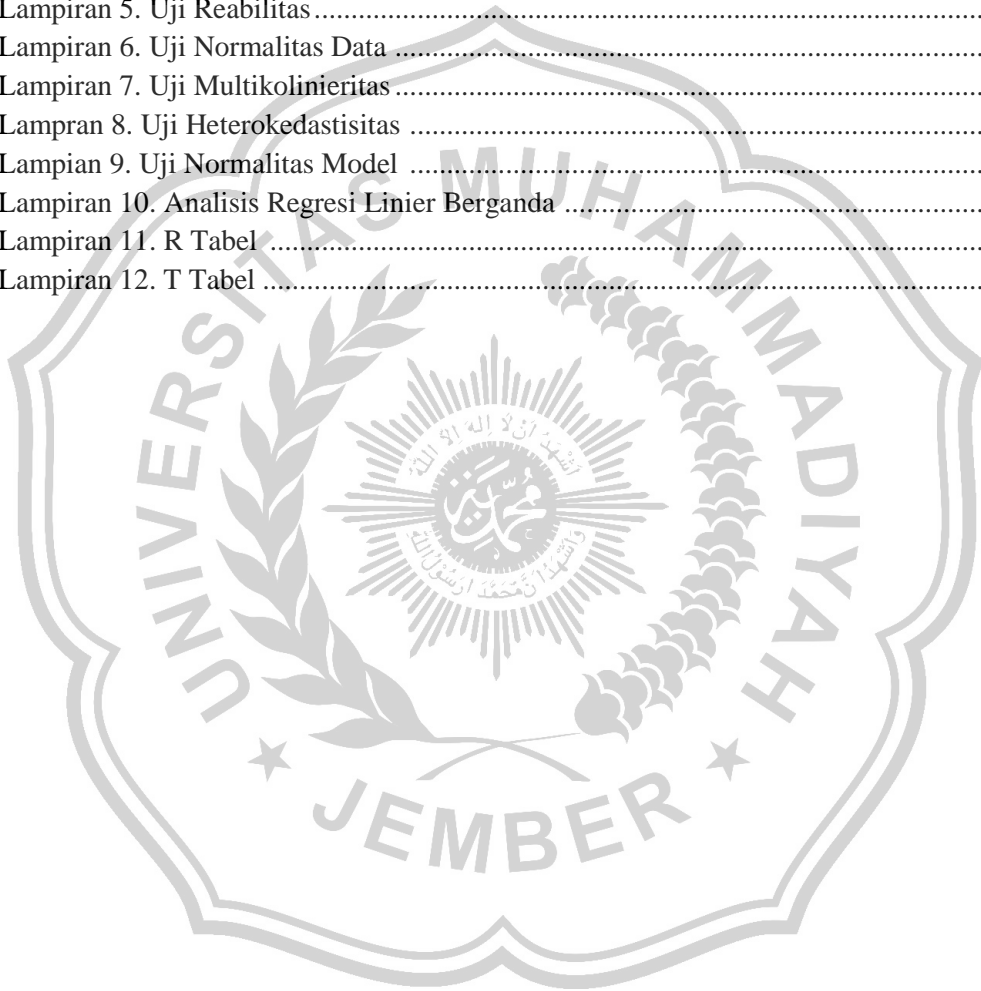 Lampiran 5. Uji Reabilitas ........................................................................................................
Lampiran 6. Uji Normalitas Data ..............................................................................................
Lampiran 7. Uji Multikolinieritas ..............................................................................................
Lampran 8. Uji Heterokedastisitas ............................................................................................
Lampian 9. Uji Normalitas Model ............................................................................................
Lampiran 10. Analisis Regresi Linier Berganda .....................................................................
Lampiran 11. R Tabel ..............................................................................................................
Lampiran 12. T Tabel ...............................................................................................................
UNIVERSITAS MUHAMMADIYAH
JEMBER